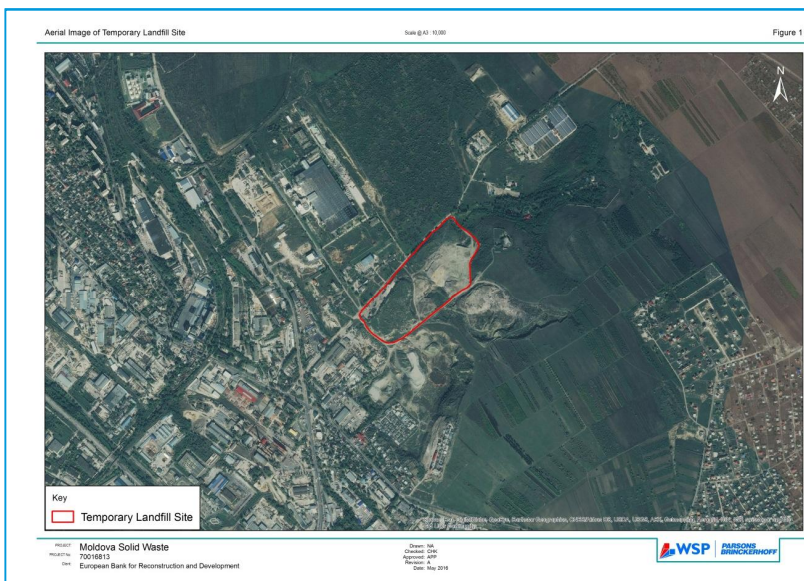 Aerial Image of Temporary Landfill Site
Scale @ A3 : 10,000
Figure 1
N
Key
Temporary Landfill Site
PROJECT: Moldova Solid Waste
PROJECT No: 70016813
Client: European Bank for Reconstruction and Development
Drawn: NA
Checked: CHK
Approved: APP
Revision: A
Date: May 2016
WSP
PARSONS
BRINCKERHOFF